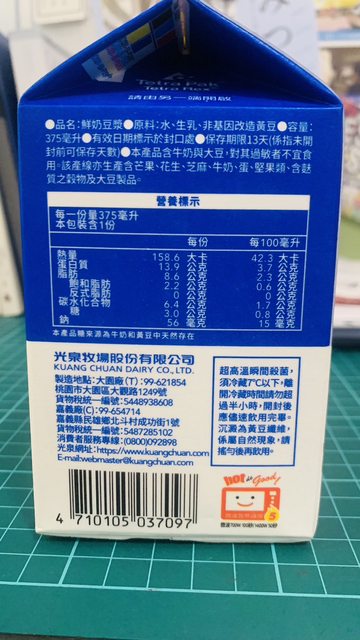 Tetra Pak
Tetra Rex
請由另一端開啟
●品名:鮮奶豆漿●原料:水、生乳、非基因改造黃豆●容量:
375毫升●有效日期標示於封口處●保存期限13天(係指未開
封前可保存天數)●本產品含牛奶與大豆,對其過敏者不宜食
用。該產線亦生產含芒果、花生、芝麻、牛奶、蛋、堅果類、含麩
質之穀物及大豆製品。
營養標示
每一份量375毫升
本包裝含1份
每份 每100毫升
熱量 158.6 大卡 42.3 大卡
蛋白質 13.9 公克 3.7 公克
脂肪 8.6 公克 2.3 公克
飽和脂肪 2.2 公克 0.6 公克
反式脂肪 0 公克 0 公克
碳水化合物 6.4 公克 1.7 公克
糖 3.0 公克 0.8 公克
鈉 56 毫克 15 毫克
本產品糖來源為牛奶和黃豆中天然存在
光泉牧場股份有限公司
KUANG CHUAN DAIRY CO., LTD.
製造地點:大園廠(T):99-621854
桃園市大園區大觀路1249號
貨物稅統一編號:5448938608
嘉義廠(C):99-654714
嘉義縣民雄鄉北斗村成功街1號
貨物稅統一編號:5487285102
消費者服務專線:(0800)092898
光泉網址:https://www.kuangchuan.com
E-mail:webmaster@kuangchuan.com
超高溫瞬間殺菌,
須冷藏7℃以下,離
開冷藏時間請勿超
過半小時,開封後
應儘速飲用完畢。
沉澱為黃豆纖維,
係屬自然現象,請
搖勻後再飲用。
4 710105 037097
hot is Good!
5
微波700W 100秒/1400W 50秒